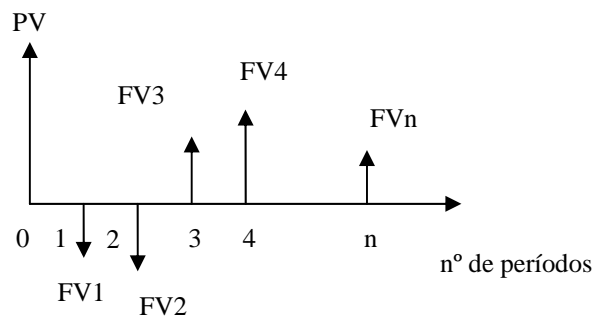 PV
FV4
FV3
FVn
0 1 2 3 4 n
nº de períodos
FV1
FV2